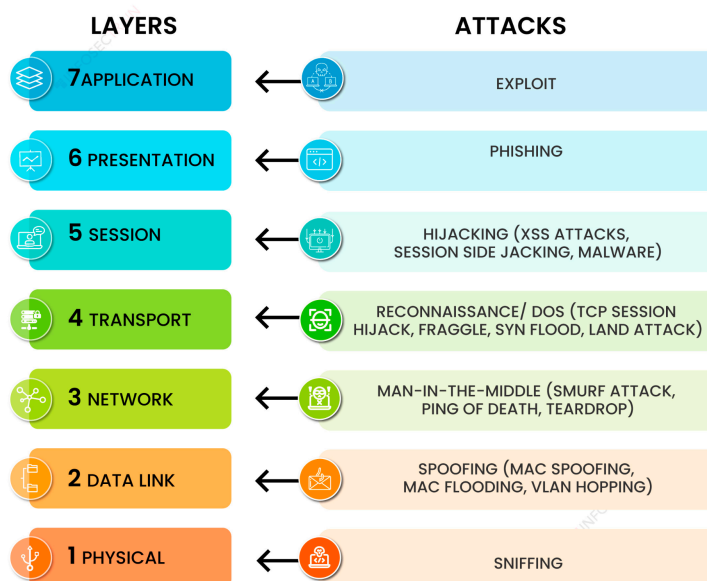 LAYERS
ATTACKS
7APPLICATION
EXPLOIT
6 PRESENTATION
PHISHING
5 SESSION
HIJACKING (XSS ATTACKS,
SESSION SIDE JACKING, MALWARE)
4 TRANSPORT
RECONNAISSANCE/ DOS (TCP SESSION
HIJACK, FRAGGLE, SYN FLOOD, LAND ATTACK)
3 NETWORK
MAN-IN-THE-MIDDLE (SMURF ATTACK,
PING OF DEATH, TEARDROP)
2 DATA LINK
SPOOFING (MAC SPOOFING,
MAC FLOODING, VLAN HOPPING)
1 PHYSICAL
SNIFFING